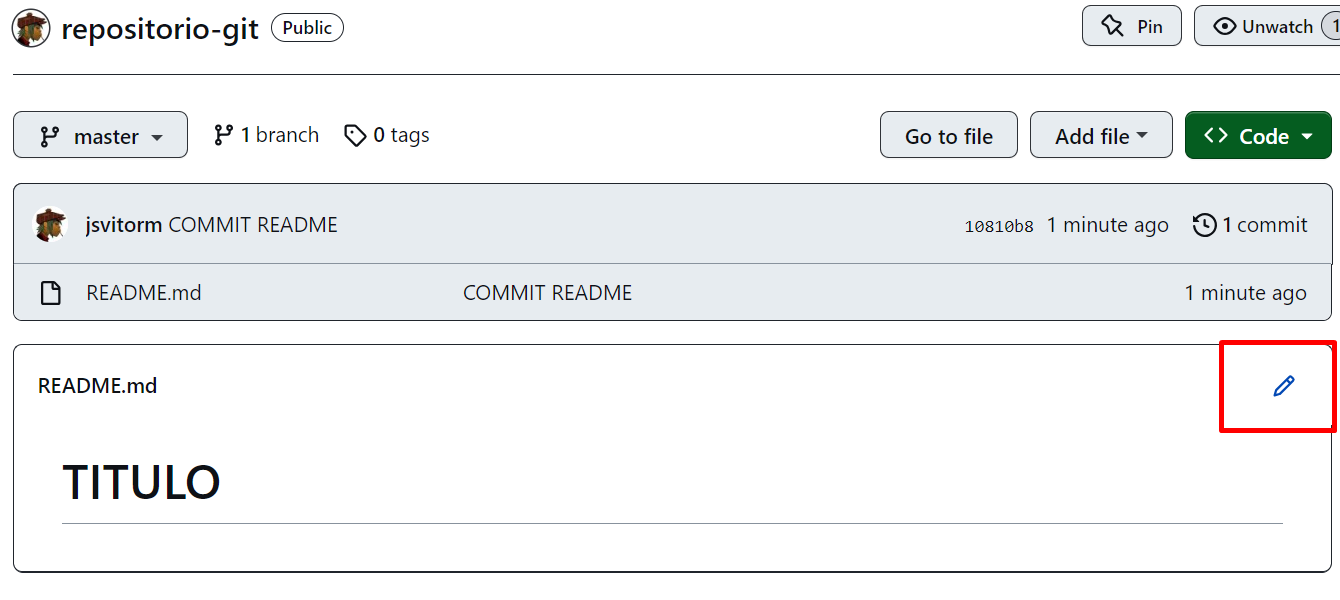 repositorio-git Public Pin Unwatch 1
master 1 branch 0 tags Go to file Add file <> Code
jsvitorm COMMIT README 10810b8 1 minute ago 1 commit
README.md COMMIT README 1 minute ago
README.md
TITULO